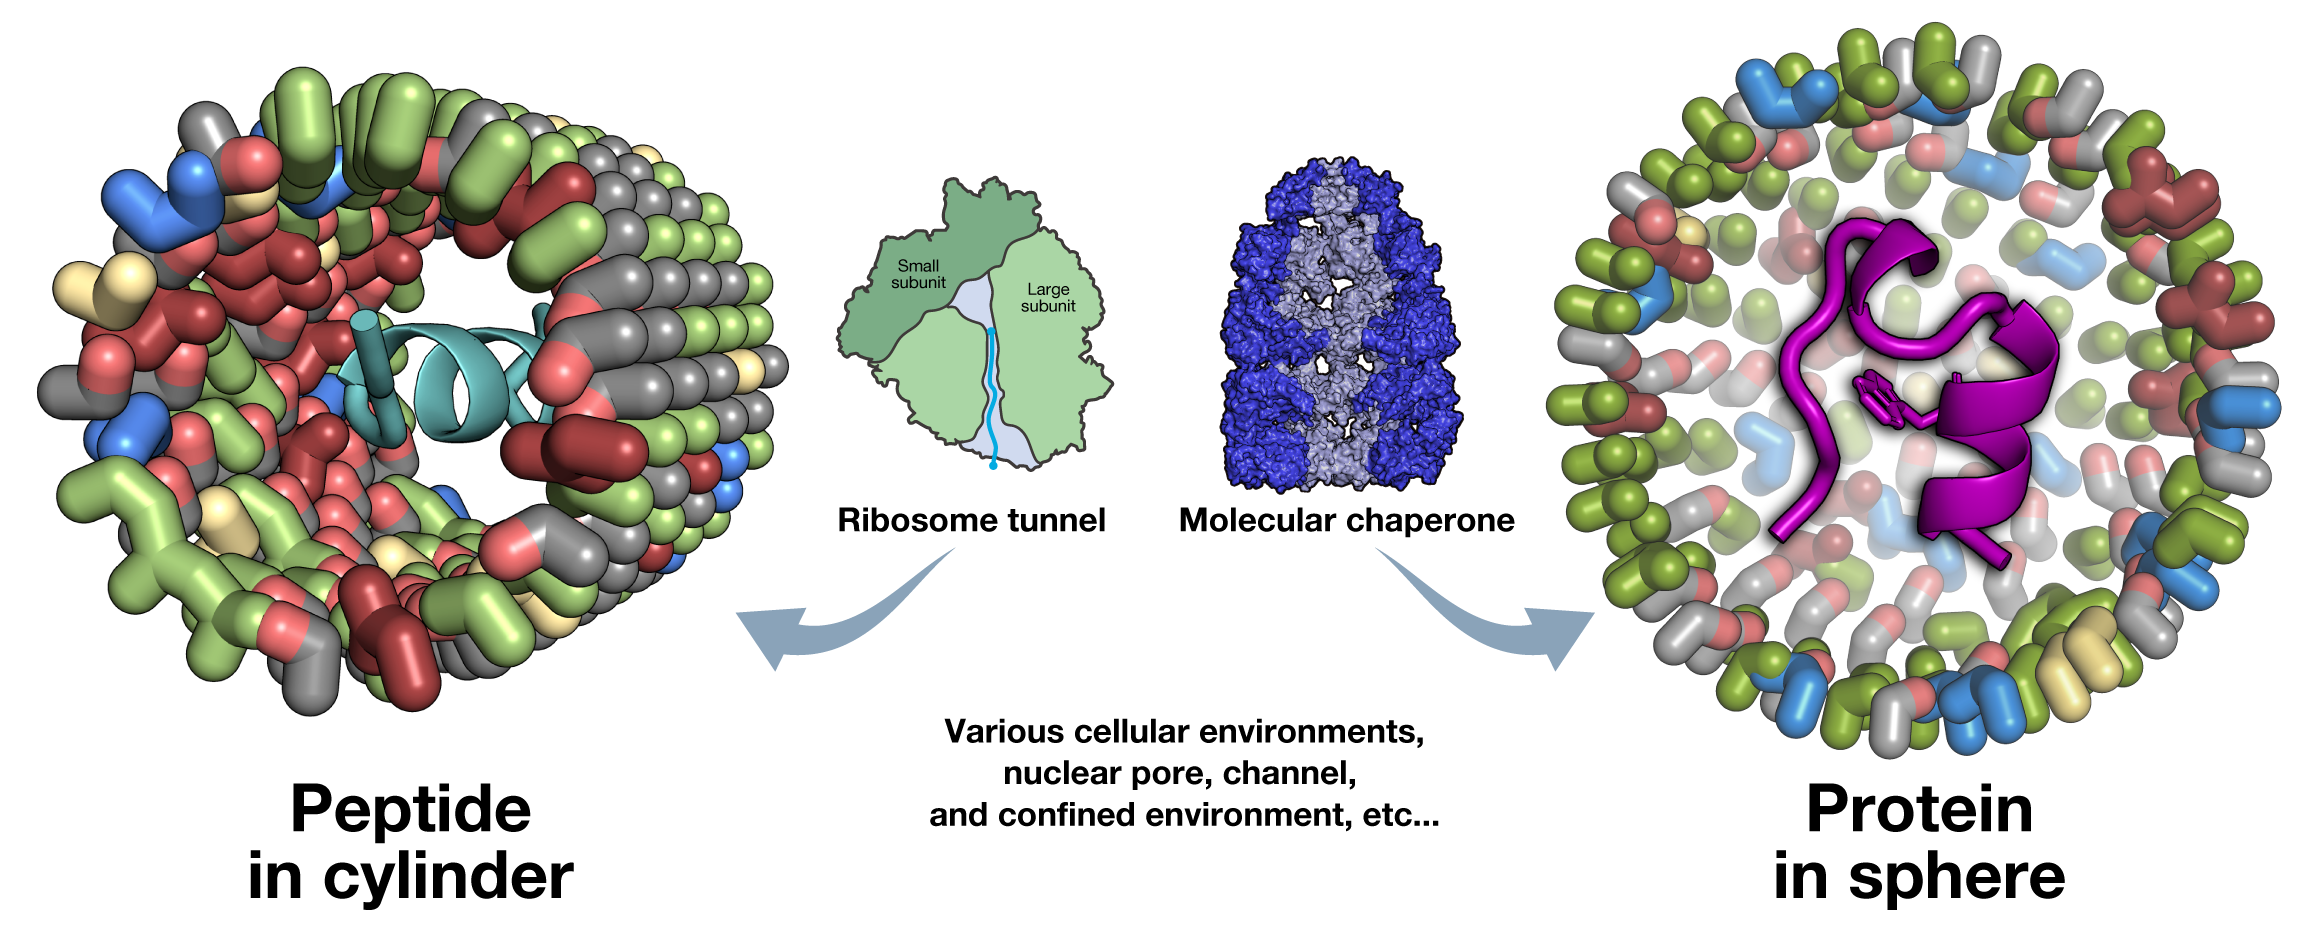 Small
subunit
Large
subunit
Ribosome tunnel
Molecular chaperone
Various cellular environments,
nuclear pore, channel,
and confined environment, etc...
Peptide
in cylinder
Protein
in sphere